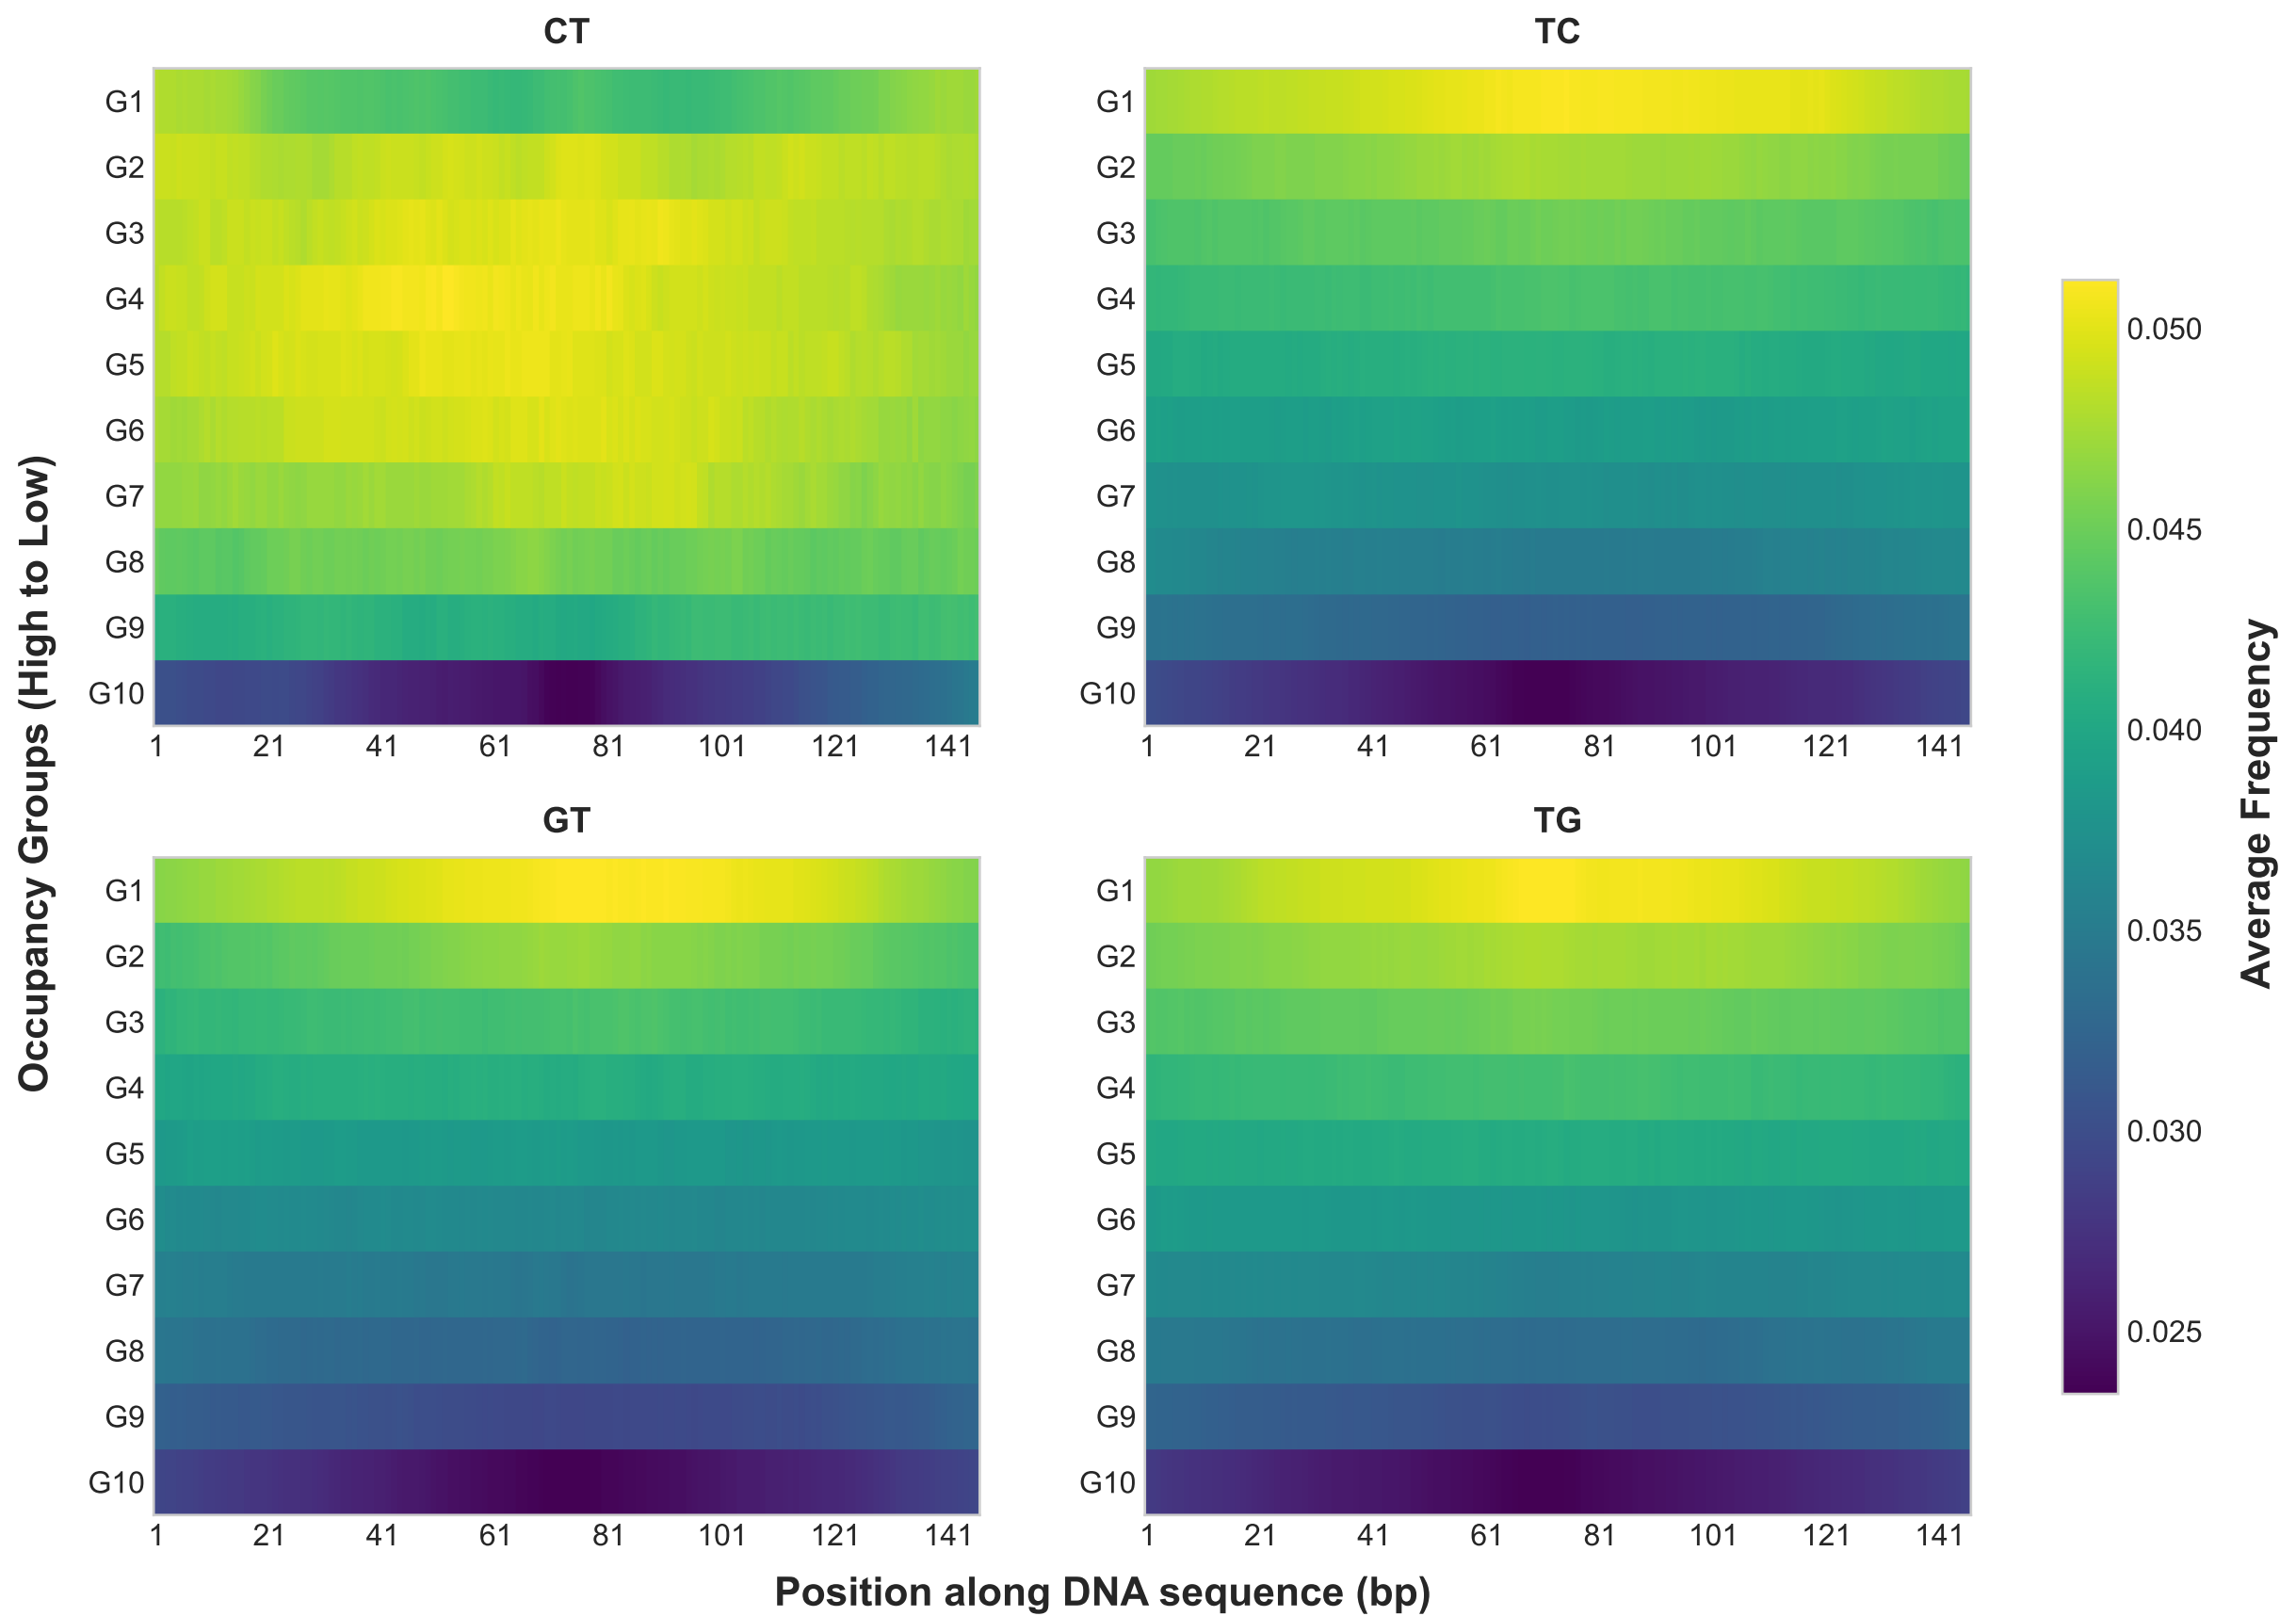 CT
TC
G1
G2
G3
G4
G5
G6
G7
G8
G9
G10
1 21 41 61 81 101 121 141
G1
G2
G3
G4
G5
G6
G7
G8
G9
G10
1 21 41 61 81 101 121 141
GT
TG
G1
G2
G3
G4
G5
G6
G7
G8
G9
G10
1 21 41 61 81 101 121 141
G1
G2
G3
G4
G5
G6
G7
G8
G9
G10
1 21 41 61 81 101 121 141
Occupancy Groups (High to Low)
Position along DNA sequence (bp)
0.050
0.045
0.040
0.035
0.030
0.025
Average Frequency